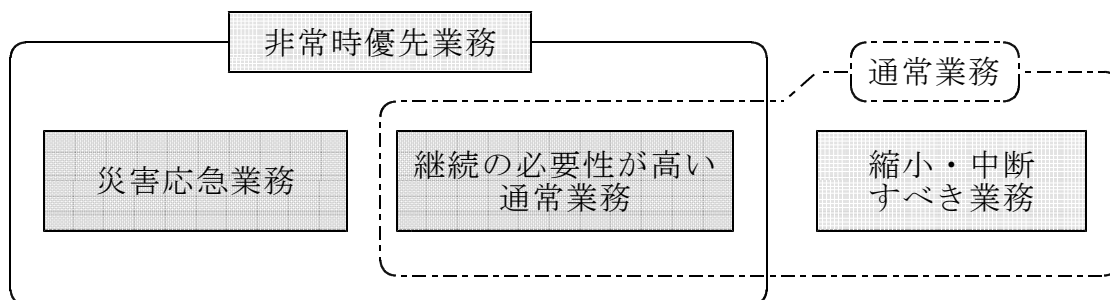 非常時優先業務
通常業務
災害応急業務
継続の必要性が高い
通常業務
縮小・中断
すべき業務